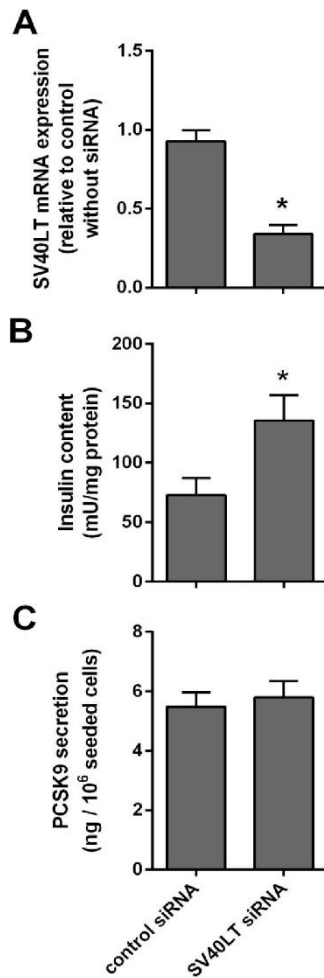 A
SV40LT mRNA expression
(relative to control
without siRNA)
1.5
1.0
0.5
0.0
*
B
Insulin content
(mU/mg protein)
200
150
100
50
0
*
C
PCSK9 secretion
(ng / 10⁶ seeded cells)
8
6
4
2
0
control siRNA
SV40LT siRNA